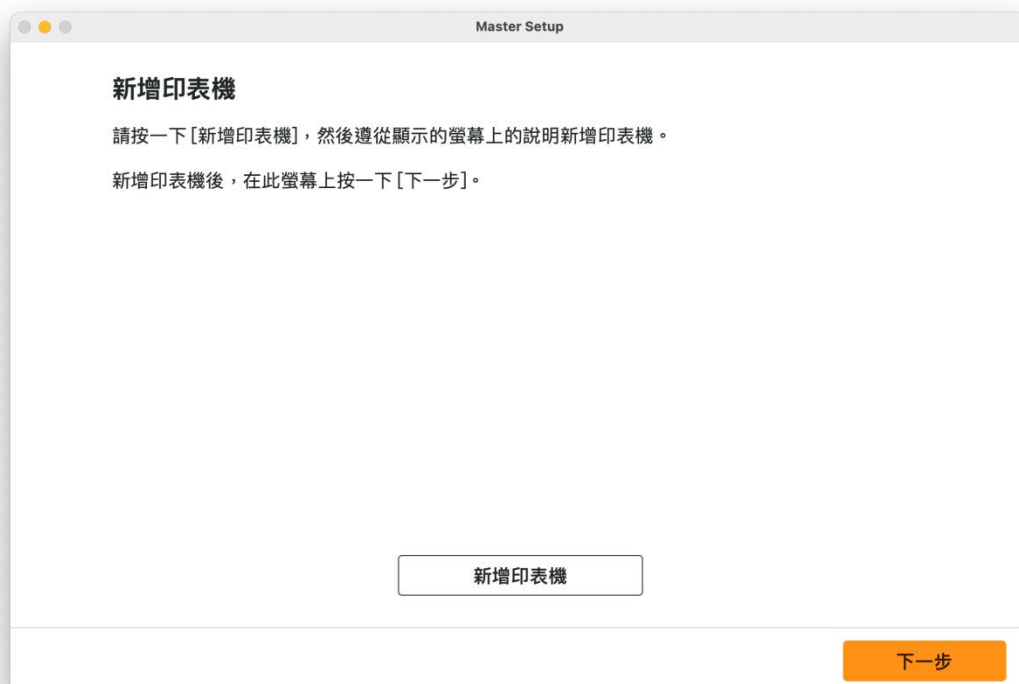 Master Setup
新增印表機
請按一下[新增印表機]，然後遵從顯示的螢幕上的說明新增印表機。
新增印表機後，在此螢幕上按一下[下一步]。
新增印表機
下一步